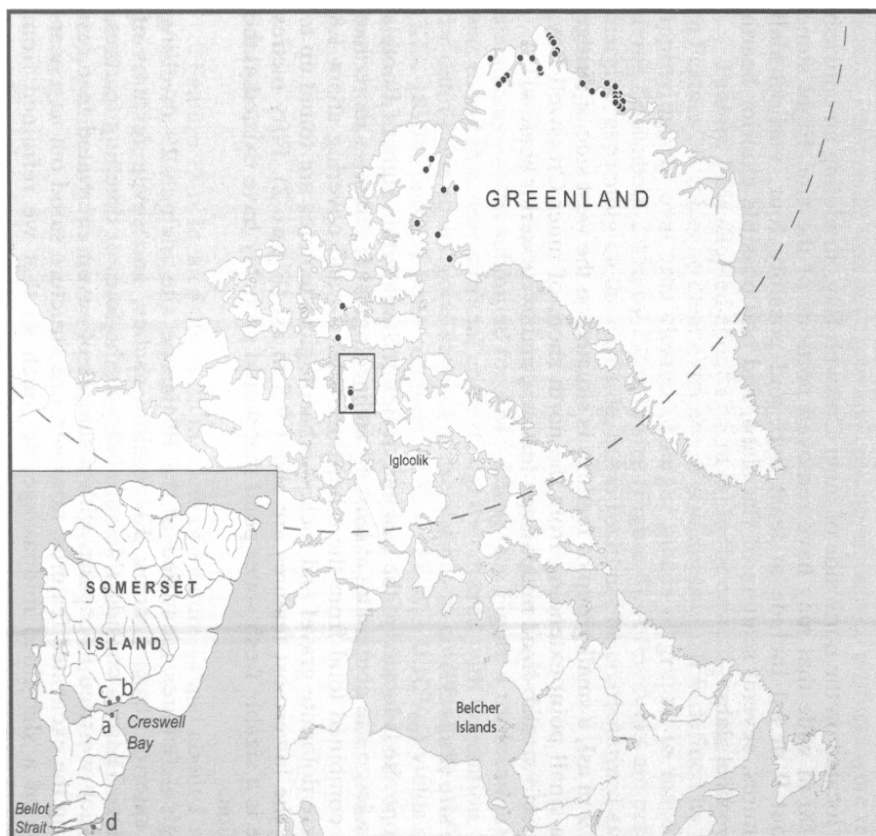 GREENLAND
Igloolik
SOMERSET
ISLAND
c
b
a
Creswell
Bay
Belcher
Islands
Bellot
Strait
d